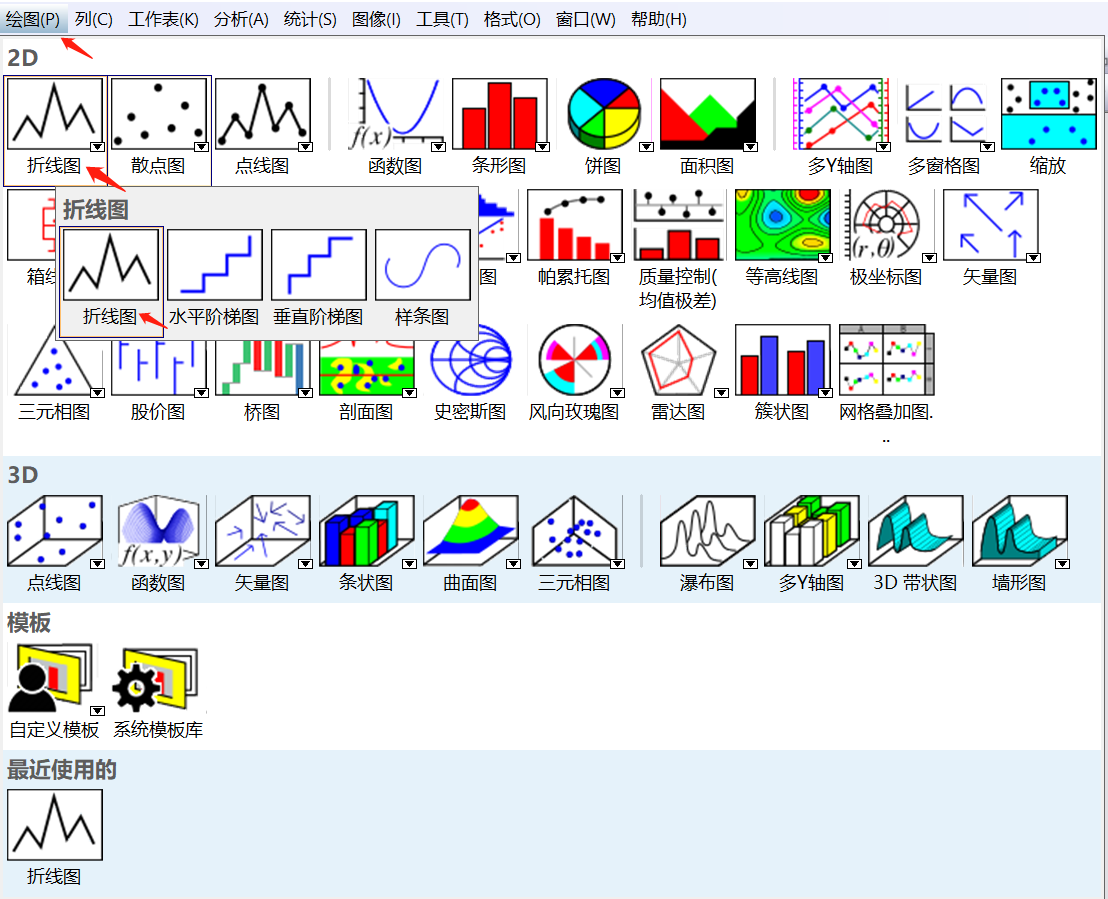 绘图(P) 列(C) 工作表(K) 分析(A) 统计(S) 图像(I) 工具(T) 格式(O) 窗口(W) 帮助(H)
2D
f(x)
折线图 散点图 点线图 函数图 条形图 饼图 面积图 多Y轴图 多窗格图 缩放
折线图
(r,θ)
箱线 图 帕累托图 质量控制( 等高线图 极坐标图 矢量图
均值极差)
折线图 水平阶梯图 垂直阶梯图 样条图
A B
三元相图 股价图 桥图 剖面图 史密斯图 风向玫瑰图 雷达图 簇状图 网格叠加图.
..
3D
f(x,y)
点线图 函数图 矢量图 条状图 曲面图 三元相图 瀑布图 多Y轴图 3D 带状图 墙形图
模板
自定义模板 系统模板库
最近使用的
折线图